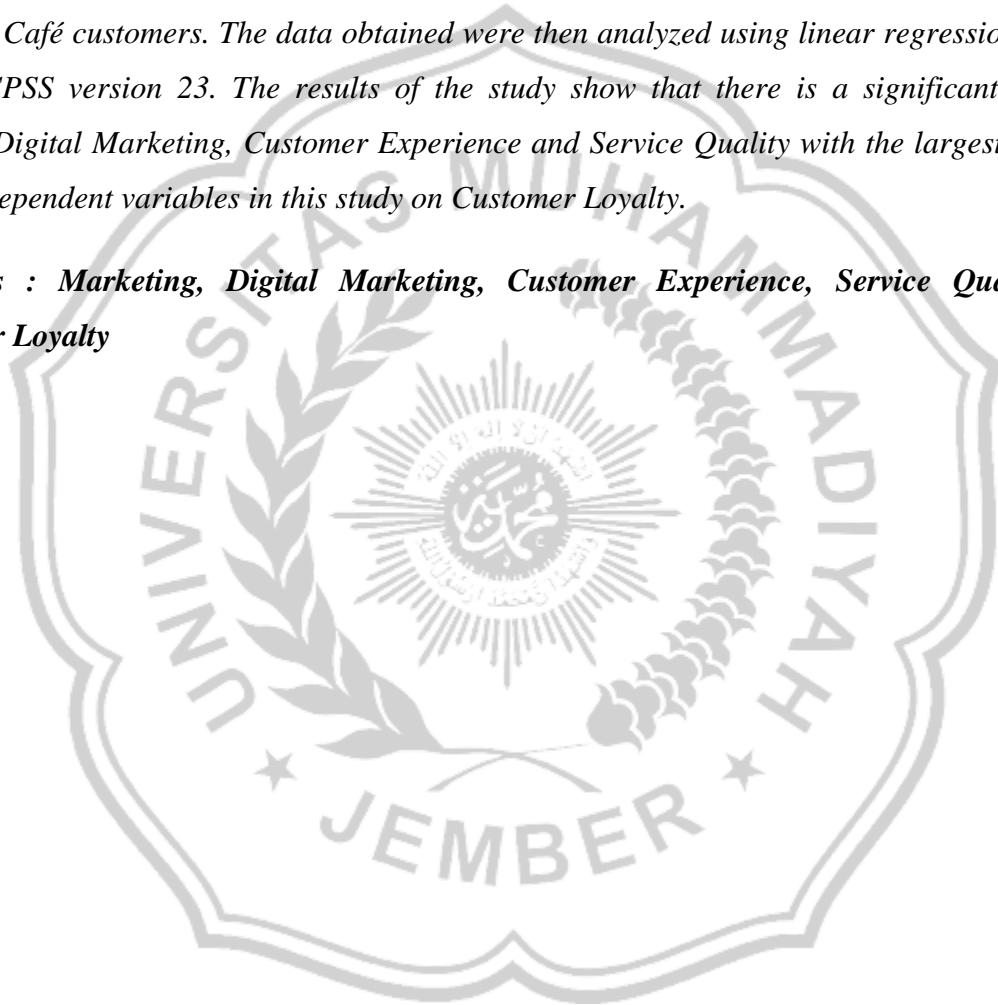 Café customers. The data obtained were then analyzed using linear regressio
PSS version 23. The results of the study show that there is a significant
Digital Marketing, Customer Experience and Service Quality with the largest
ependent variables in this study on Customer Loyalty.
s : Marketing, Digital Marketing, Customer Experience, Service Qua
r Loyalty
UNIVERSITAS MUHAMMADIYAH
JEMBER